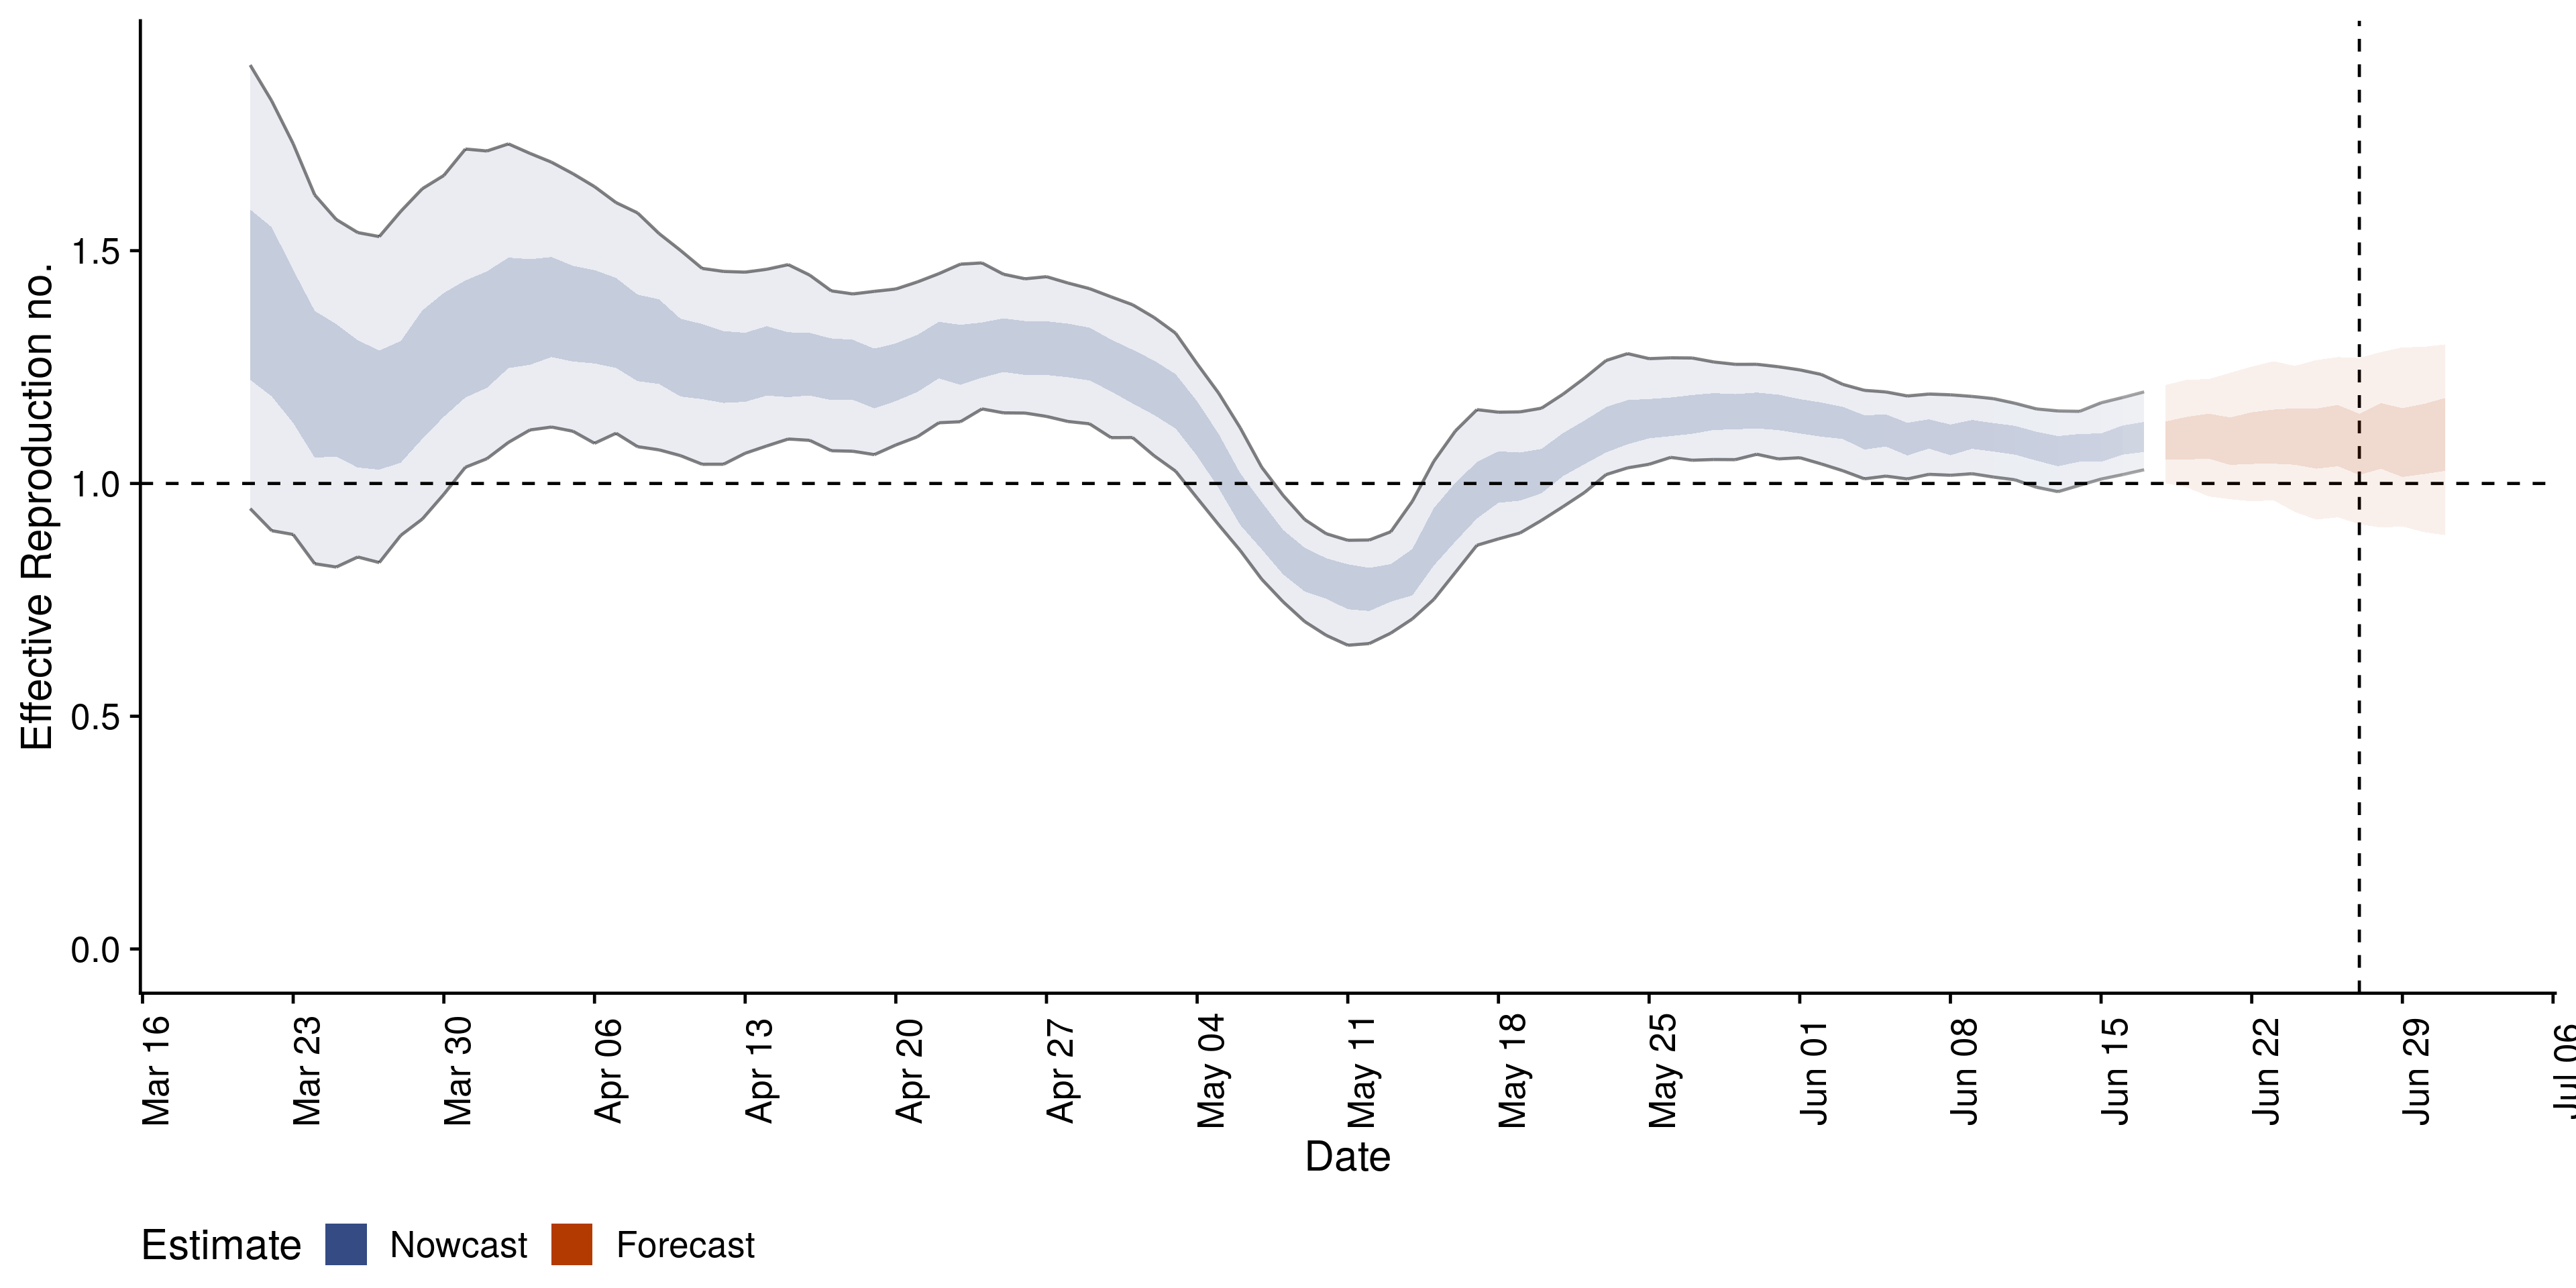 Effective Reproduction no.
1.5
1.0
0.5
0.0
Mar 16
Mar 23
Mar 30
Apr 06
Apr 13
Apr 20
Apr 27
May 04
May 11
May 18
May 25
Jun 01
Jun 08
Jun 15
Jun 22
Jun 29
Jul 06
Date
Estimate Nowcast Forecast